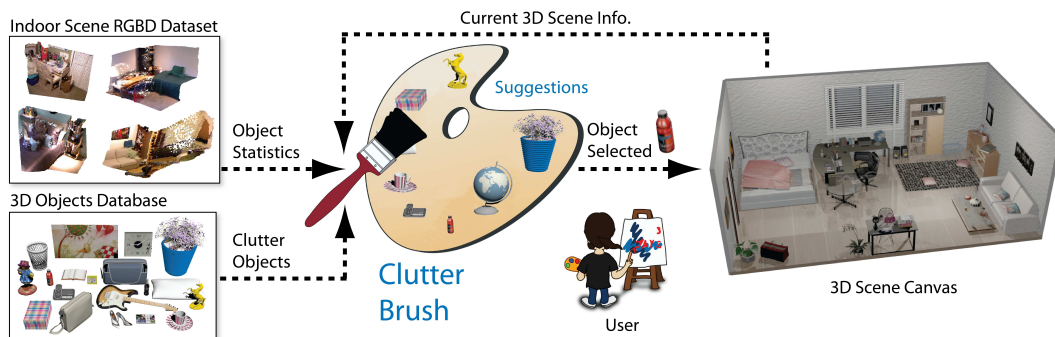 Indoor Scene RGBD Dataset
Current 3D Scene Info.
Suggestions
Object
Statistics
Object
Selected
3D Objects Database
Clutter
Objects
Clutter
Brush
User
3D Scene Canvas